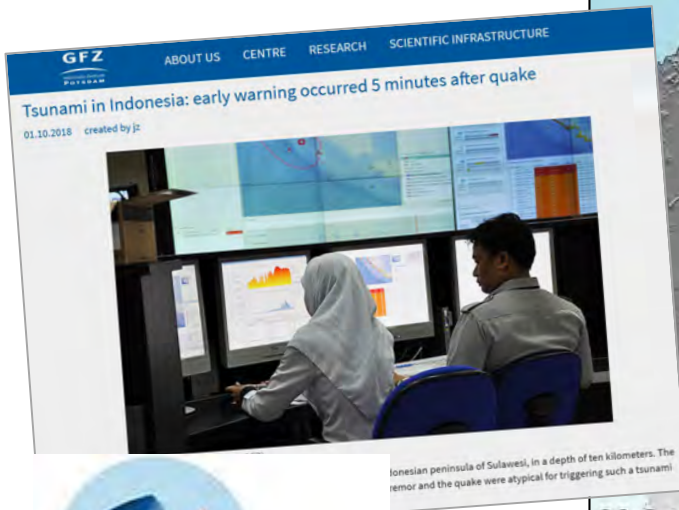 GFZ
POTSDAM
ABOUT US CENTRE RESEARCH SCIENTIFIC INFRASTRUCTURE
Tsunami in Indonesia: early warning occurred 5 minutes after quake
01.10.2018 created by jz
donesian peninsula of Sulawesi, in a depth of ten kilometers. The
remor and the quake were atypical for triggering such a tsunami